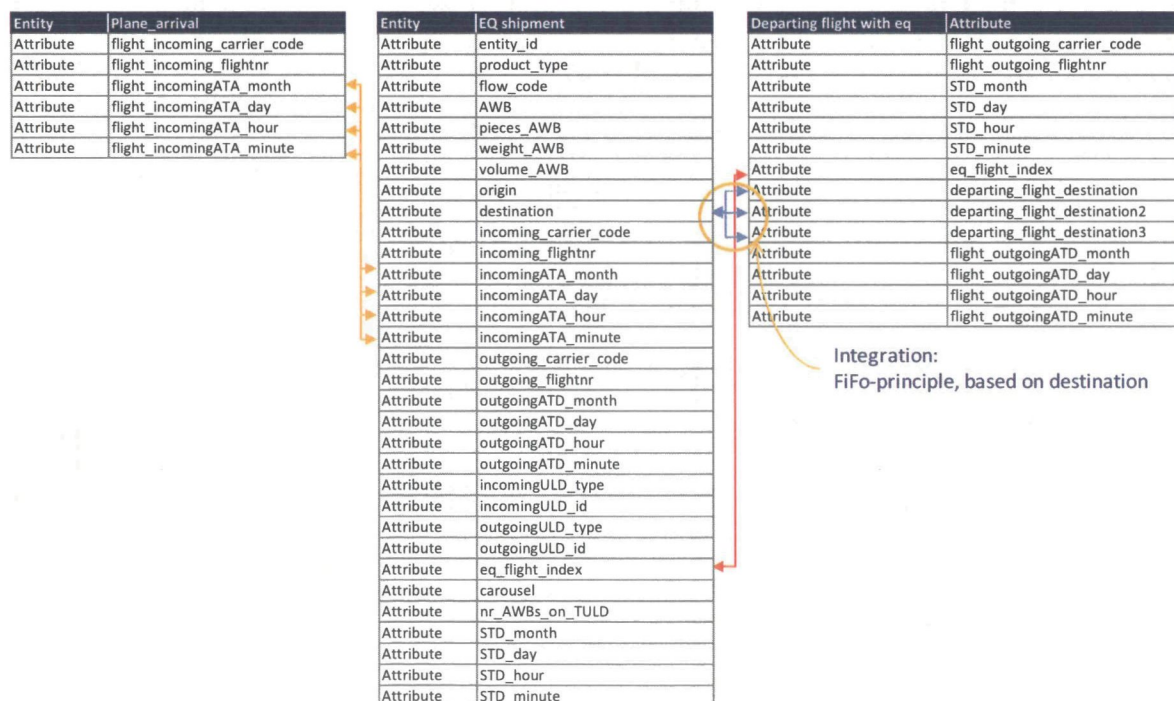 Entity Plane_arrival
Attribute flight_incoming_carrier_code
Attribute flight_incoming_flightnr
Attribute flight_incomingATA_month
Attribute flight_incomingATA_day
Attribute flight_incomingATA_hour
Attribute flight_incomingATA_minute
Entity EQ shipment
Attribute entity_id
Attribute product_type
Attribute flow_code
Attribute AWB
Attribute pieces_AWB
Attribute weight_AWB
Attribute volume_AWB
Attribute origin
Attribute destination
Attribute incoming_carrier_code
Attribute incoming_flightnr
Attribute incomingATA_month
Attribute incomingATA_day
Attribute incomingATA_hour
Attribute incomingATA_minute
Attribute outgoing_carrier_code
Attribute outgoing_flightnr
Attribute outgoingATD_month
Attribute outgoingATD_day
Attribute outgoingATD_hour
Attribute outgoingATD_minute
Attribute incomingULD_type
Attribute incomingULD_id
Attribute outgoingULD_type
Attribute outgoingULD_id
Attribute eq_flight_index
Attribute carousel
Attribute nr_AWBs_on_TULD
Attribute STD_month
Attribute STD_day
Attribute STD_hour
Attribute STD_minute
Departing flight with eq Attribute
Attribute flight_outgoing_carrier_code
Attribute flight_outgoing_flightnr
Attribute STD_month
Attribute STD_day
Attribute STD_hour
Attribute STD_minute
Attribute eq_flight_index
Attribute departing_flight_destination
Attribute departing_flight_destination2
Attribute departing_flight_destination3
Attribute flight_outgoingATD_month
Attribute flight_outgoingATD_day
Attribute flight_outgoingATD_hour
Attribute flight_outgoingATD_minute
Integration:
FiFo-principle, based on destination